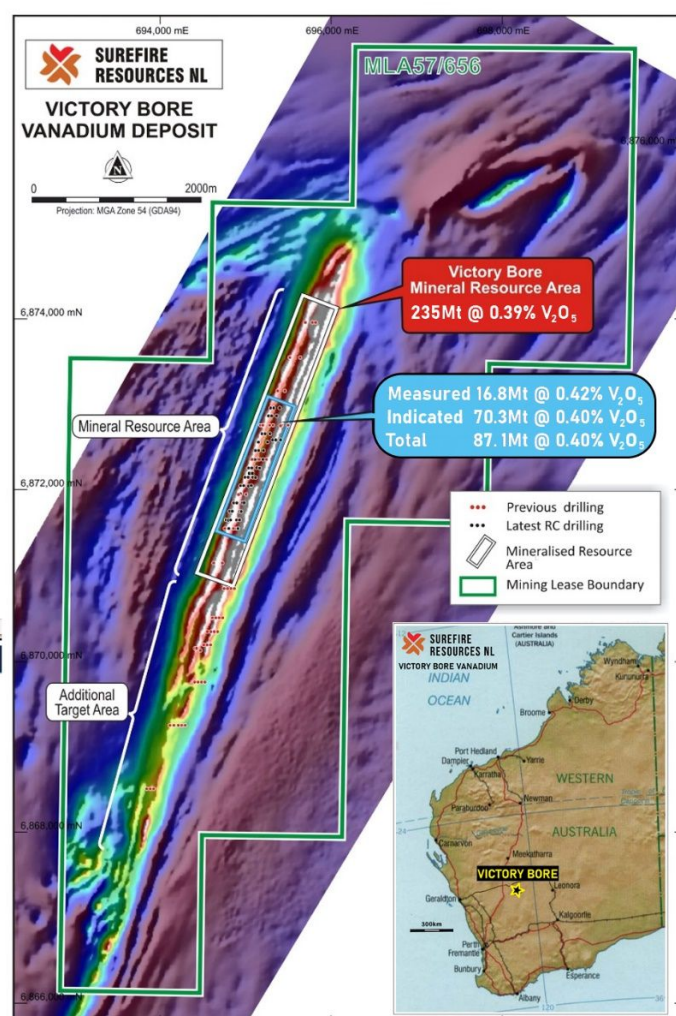 694,000 mE
696,000 mE
SUREFIRE
RESOURCES NL
VICTORY BORE
VANADIUM DEPOSIT
N
0 2000m
Projection: MGA Zone 54 (GDA94)
MLA57/656
6,876,000 mN
Victory Bore
Mineral Resource Area
235Mt @ 0.39% V₂O₅
6,874,000 mN
Measured 16.8Mt @ 0.42% V₂O₅
Indicated 70.3Mt @ 0.40% V₂O₅
Total 87.1Mt @ 0.40% V₂O₅
Mineral Resource Area
6,872,000 mN
Previous drilling
Latest RC drilling
Mineralised Resource
Area
Mining Lease Boundary
6,870,000 mN
Additional
Target Area
6,868,000 mN
6,866,000 mN
SUREFIRE
RESOURCES NL
VICTORY BORE VANADIUM
Ashmore and
Cartier Islands
(AUSTRALIA)
INDIAN
OCEAN
Wyndham
Kununurra
Derby
Broome
Port Hedland
Dampier
Karratha
Yarrie
WESTERN
Paraburdoo
Newman
AUSTRALIA
Carnarvon
Meekatharra
VICTORY BORE
Leonora
Geraldton
Kalgoorlie
300km
Perth
Fremantle
Bunbury
Esperance
Albany
120
36